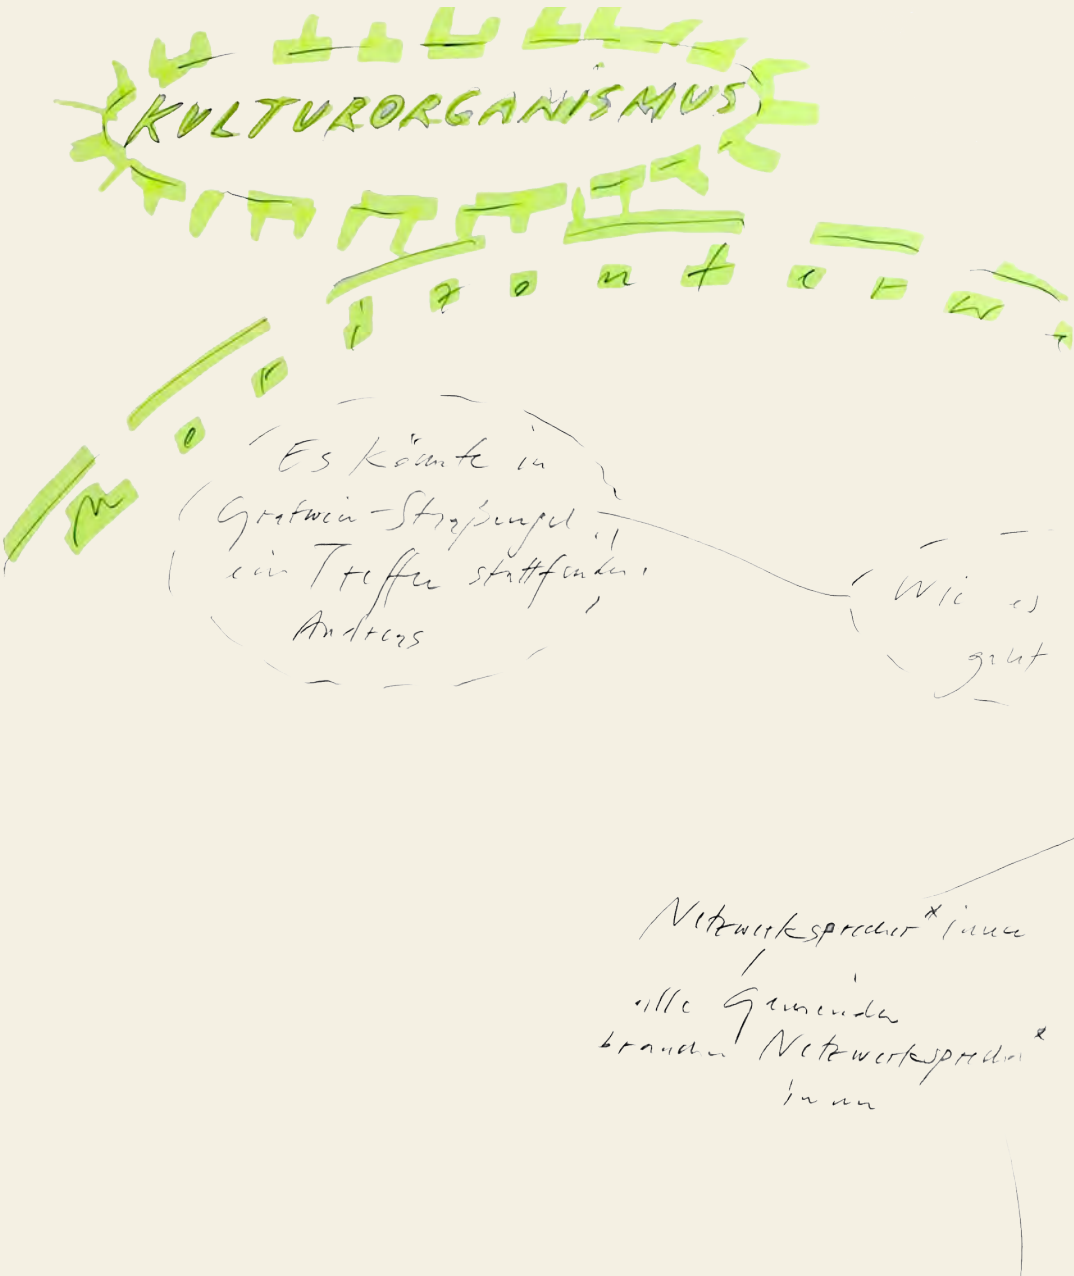 KULTURORGANISMUS
Horizonterw
Es könnte in
Gratwein-Straßengel
ein Treffen stattfinden.
Andreas
Wie es
geht
Netzwerksprecher*innen
alle Gemeinden
brauchen Netzwerksprecher*
innen